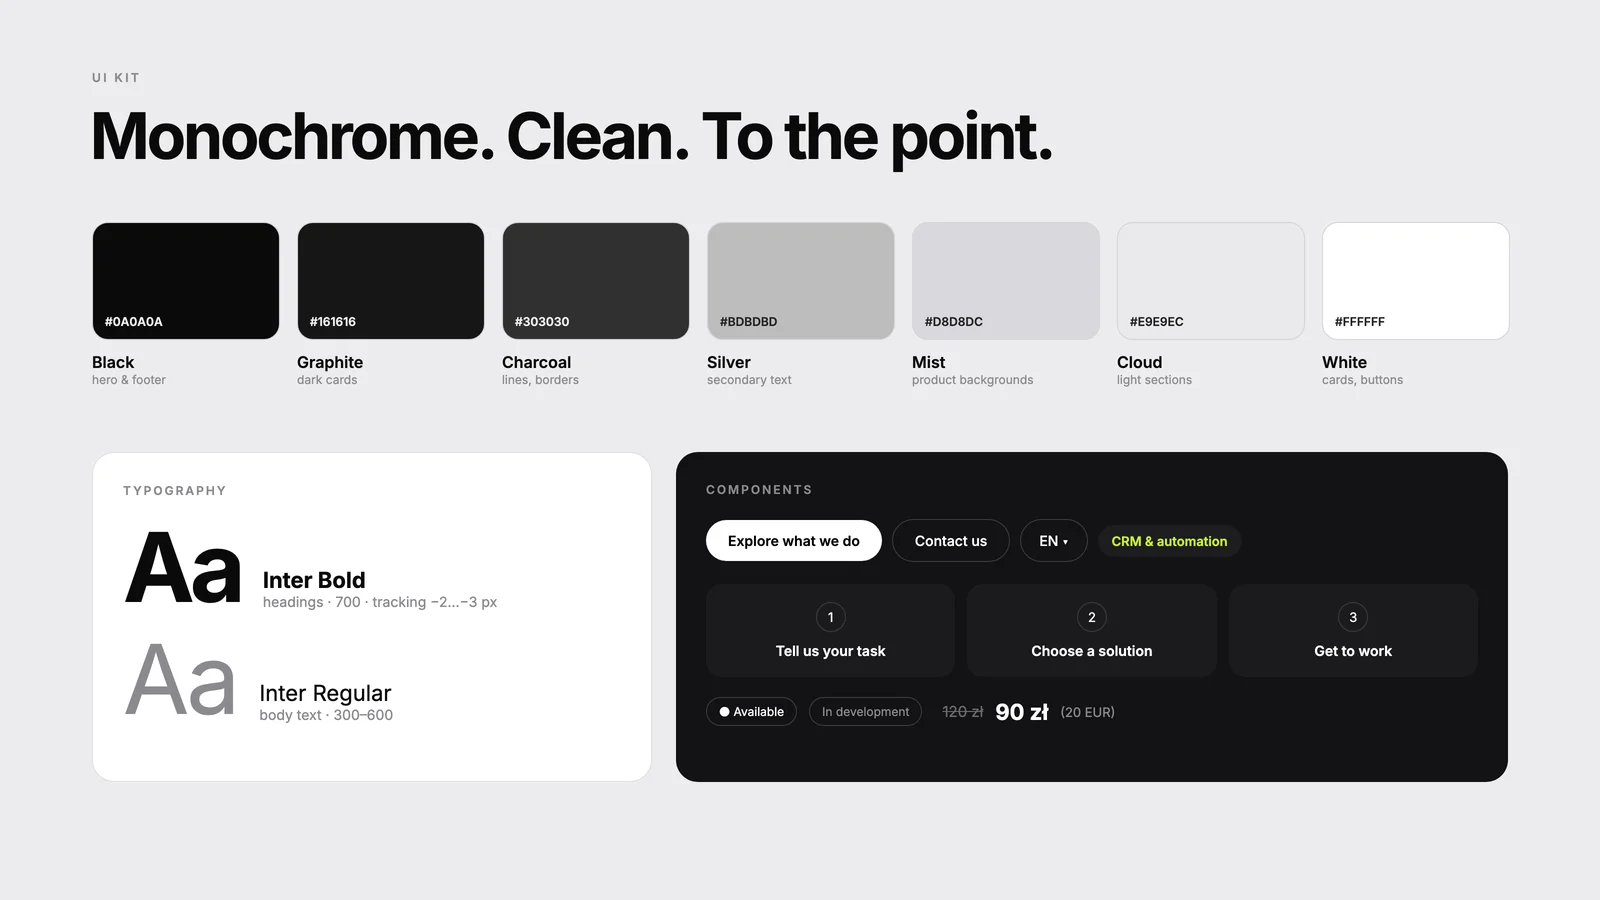 UI KIT
Monochrome. Clean. To the point.
#0A0A0A
#161616
#303030
#BDBDBD
#D8D8DC
#E9E9EC
#FFFFFF
Black
Graphite
Charcoal
Silver
Mist
Cloud
White
hero & footer
dark cards
lines, borders
secondary text
product backgrounds
light sections
cards, buttons
TYPOGRAPHY
Aa Inter Bold
headings · 700 · tracking −2…−3 px
Aa Inter Regular
body text · 300–600
COMPONENTS
Explore what we do
Contact us
EN ▾
CRM & automation
1
Tell us your task
2
Choose a solution
3
Get to work
Available
In development
120 zł 90 zł (20 EUR)